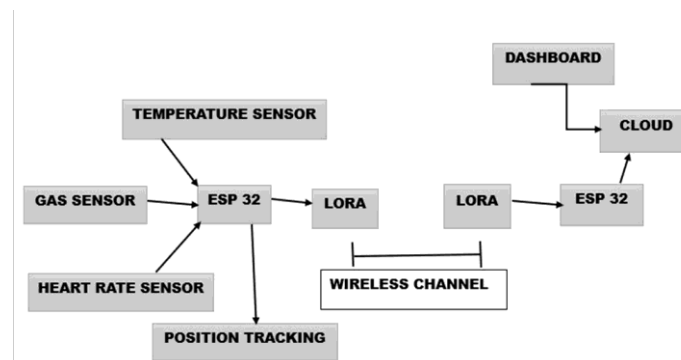 DASHBOARD
TEMPERATURE SENSOR
CLOUD
GAS SENSOR
ESP 32
LORA
LORA
ESP 32
HEART RATE SENSOR
WIRELESS CHANNEL
POSITION TRACKING